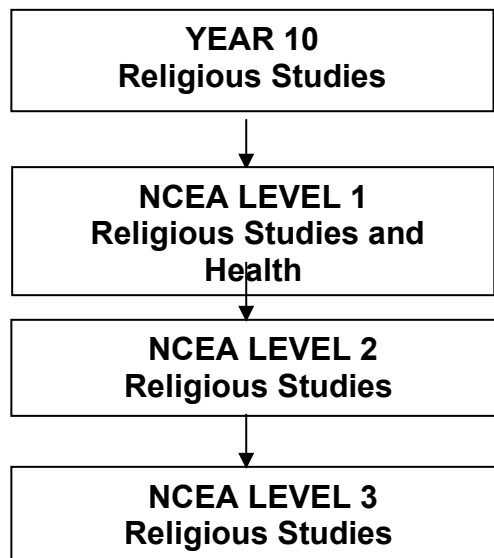 YEAR 10
Religious Studies
NCEA LEVEL 1
Religious Studies and
Health
NCEA LEVEL 2
Religious Studies
NCEA LEVEL 3
Religious Studies